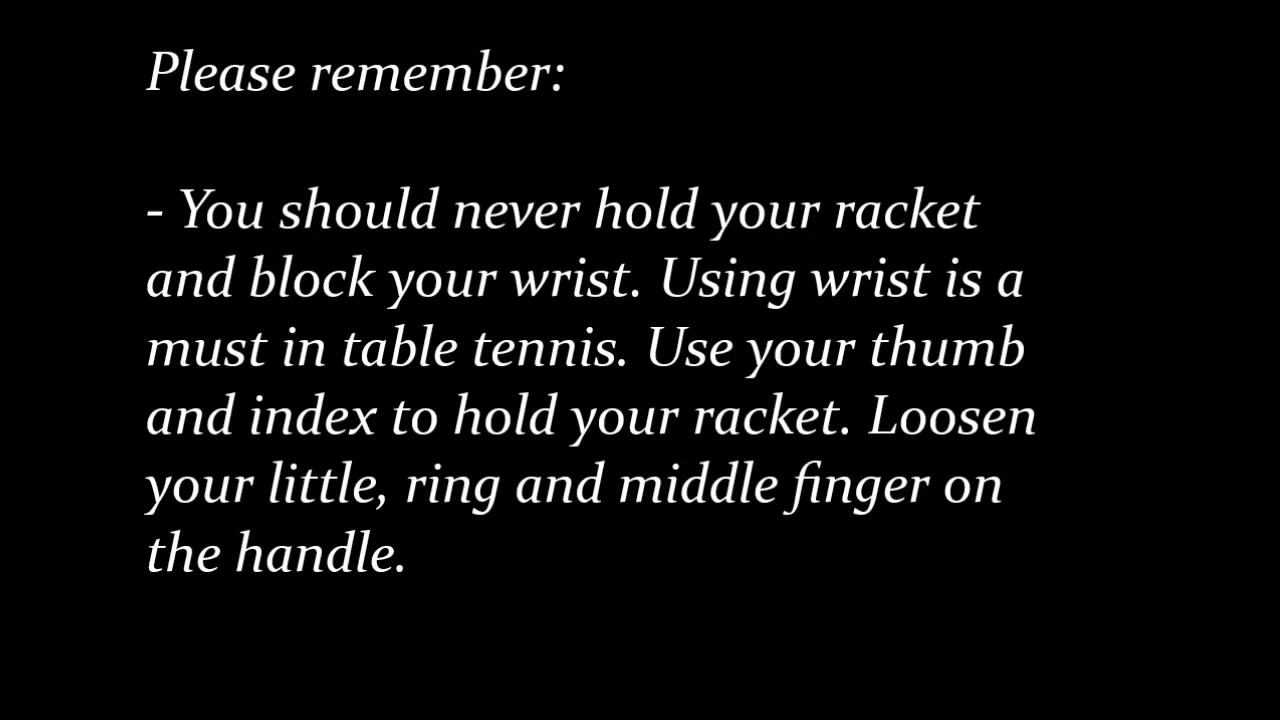 Please remember:
- You should never hold your racket
and block your wrist. Using wrist is a
must in table tennis. Use your thumb
and index to hold your racket. Loosen
your little, ring and middle finger on
the handle.